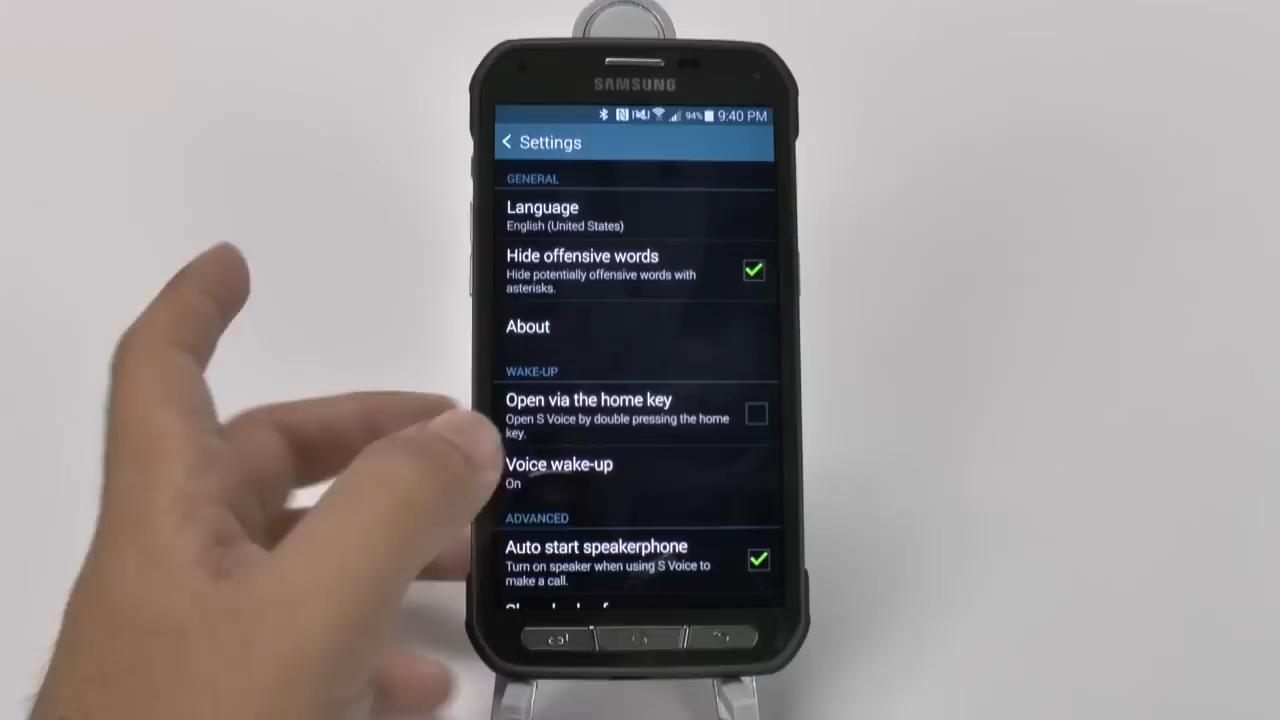 SAMSUNG
94% 9:40 PM
Settings
GENERAL
Language
English (United States)
Hide offensive words
Hide potentially offensive words with
asterisks.
About
WAKE-UP
Open via the home key
Open S Voice by double pressing the home
key.
Voice wake-up
On
ADVANCED
Auto start speakerphone
Turn on speaker when using S Voice to
make a call.